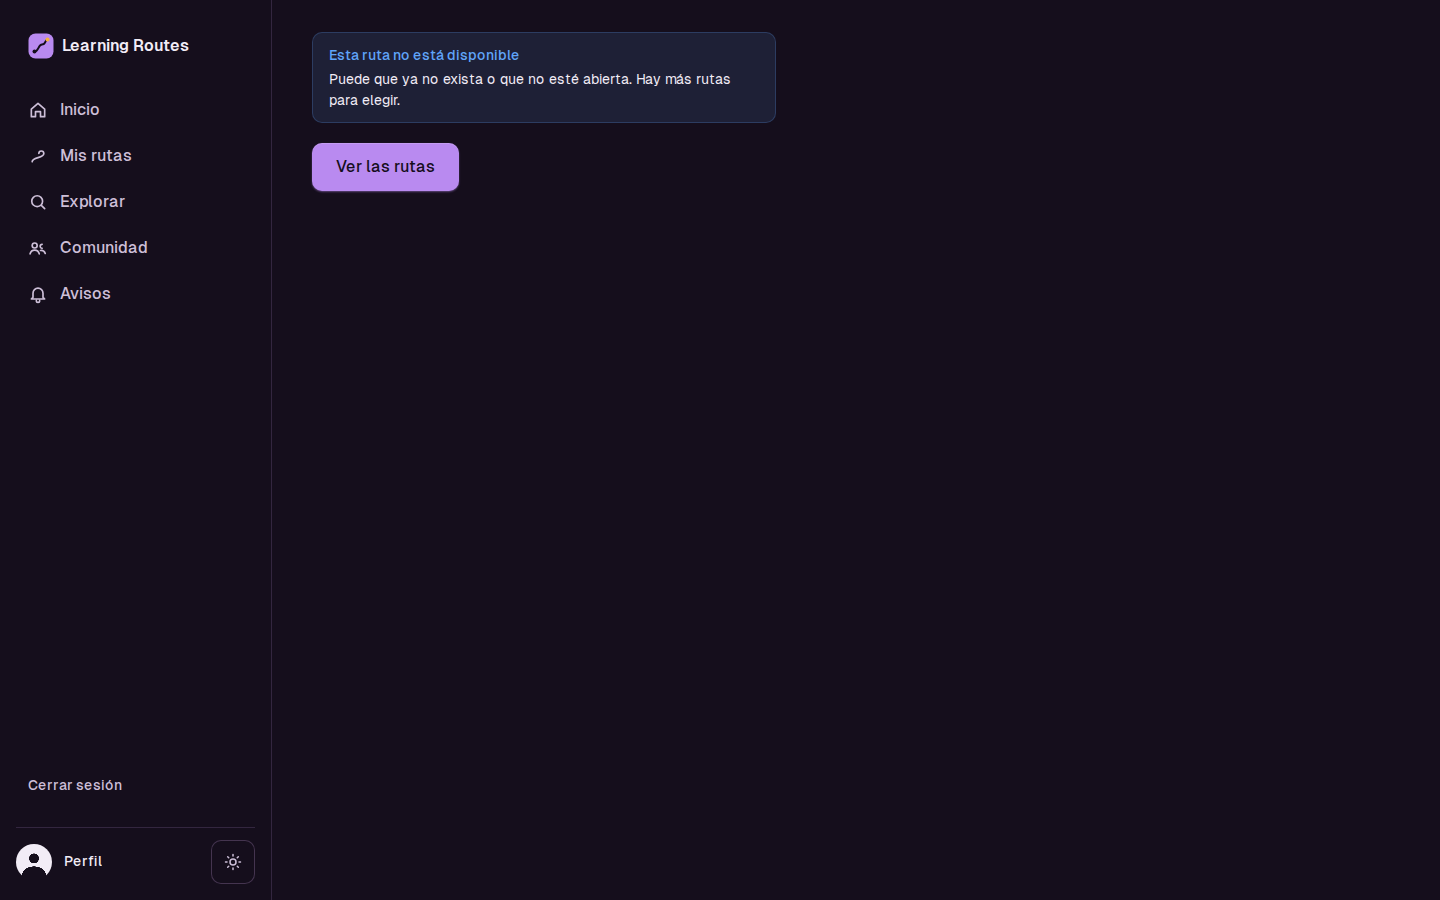 Learning Routes
Inicio
Mis rutas
Explorar
Comunidad
Avisos
Cerrar sesión
Perfil
Esta ruta no está disponible
Puede que ya no exista o que no esté abierta. Hay más rutas
para elegir.
Ver las rutas